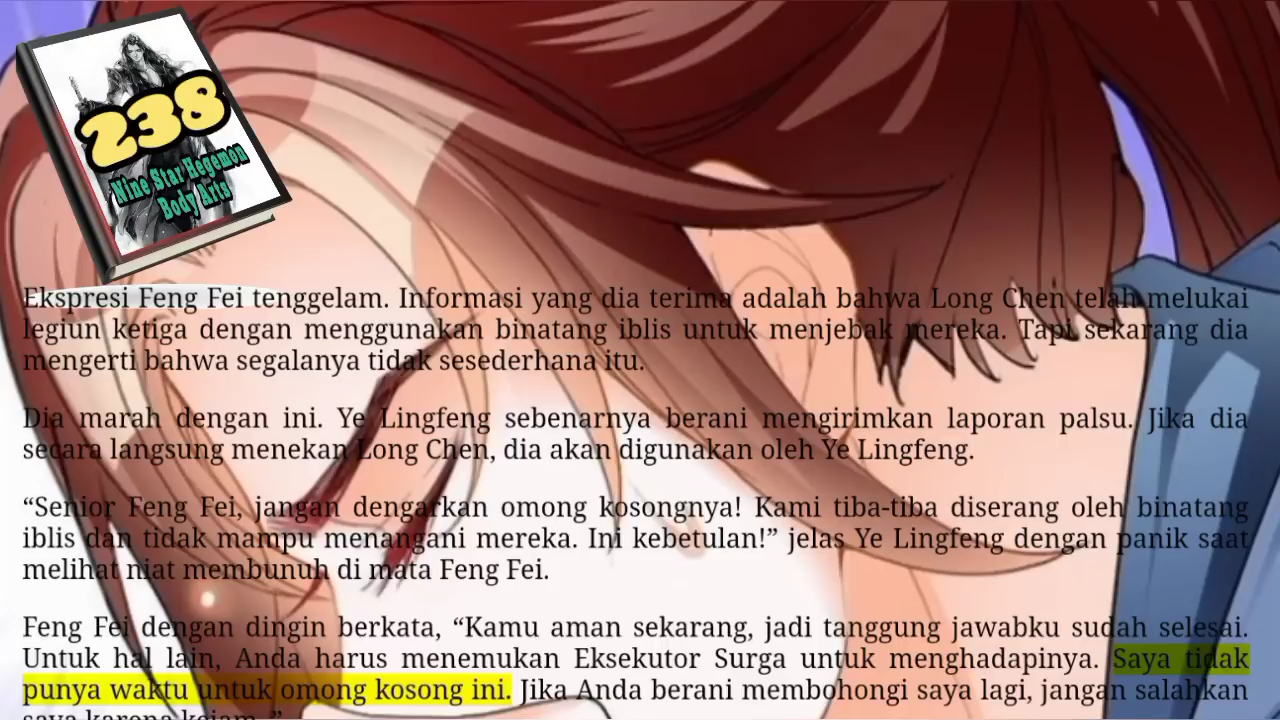 238
Nine Star Hegemon
Body Arts
Ekspresi Feng Fei tenggelam. Informasi yang dia terima adalah bahwa Long Chen telah melukai
legiun ketiga dengan menggunakan binatang iblis untuk menjebak mereka. Tapi sekarang dia
mengerti bahwa segalanya tidak sesederhana itu.
Dia marah dengan ini. Ye Lingfeng sebenarnya berani mengirimkan laporan palsu. Jika dia
secara langsung menekan Long Chen, dia akan digunakan oleh Ye Lingfeng.
“Senior Feng Fei, jangan dengarkan omong kosongnya! Kami tiba-tiba diserang oleh binatang
iblis dan tidak mampu menangani mereka. Ini kebetulan!” jelas Ye Lingfeng dengan panik saat
melihat niat membunuh di mata Feng Fei.
Feng Fei dengan dingin berkata, “Kamu aman sekarang, jadi tanggung jawabku sudah selesai.
Untuk hal lain, Anda harus menemukan Eksekutor Surga untuk menghadapinya. Saya tidak
punya waktu untuk omong kosong ini. Jika Anda berani membohongi saya lagi, jangan salahkan
saya karena kejam.”